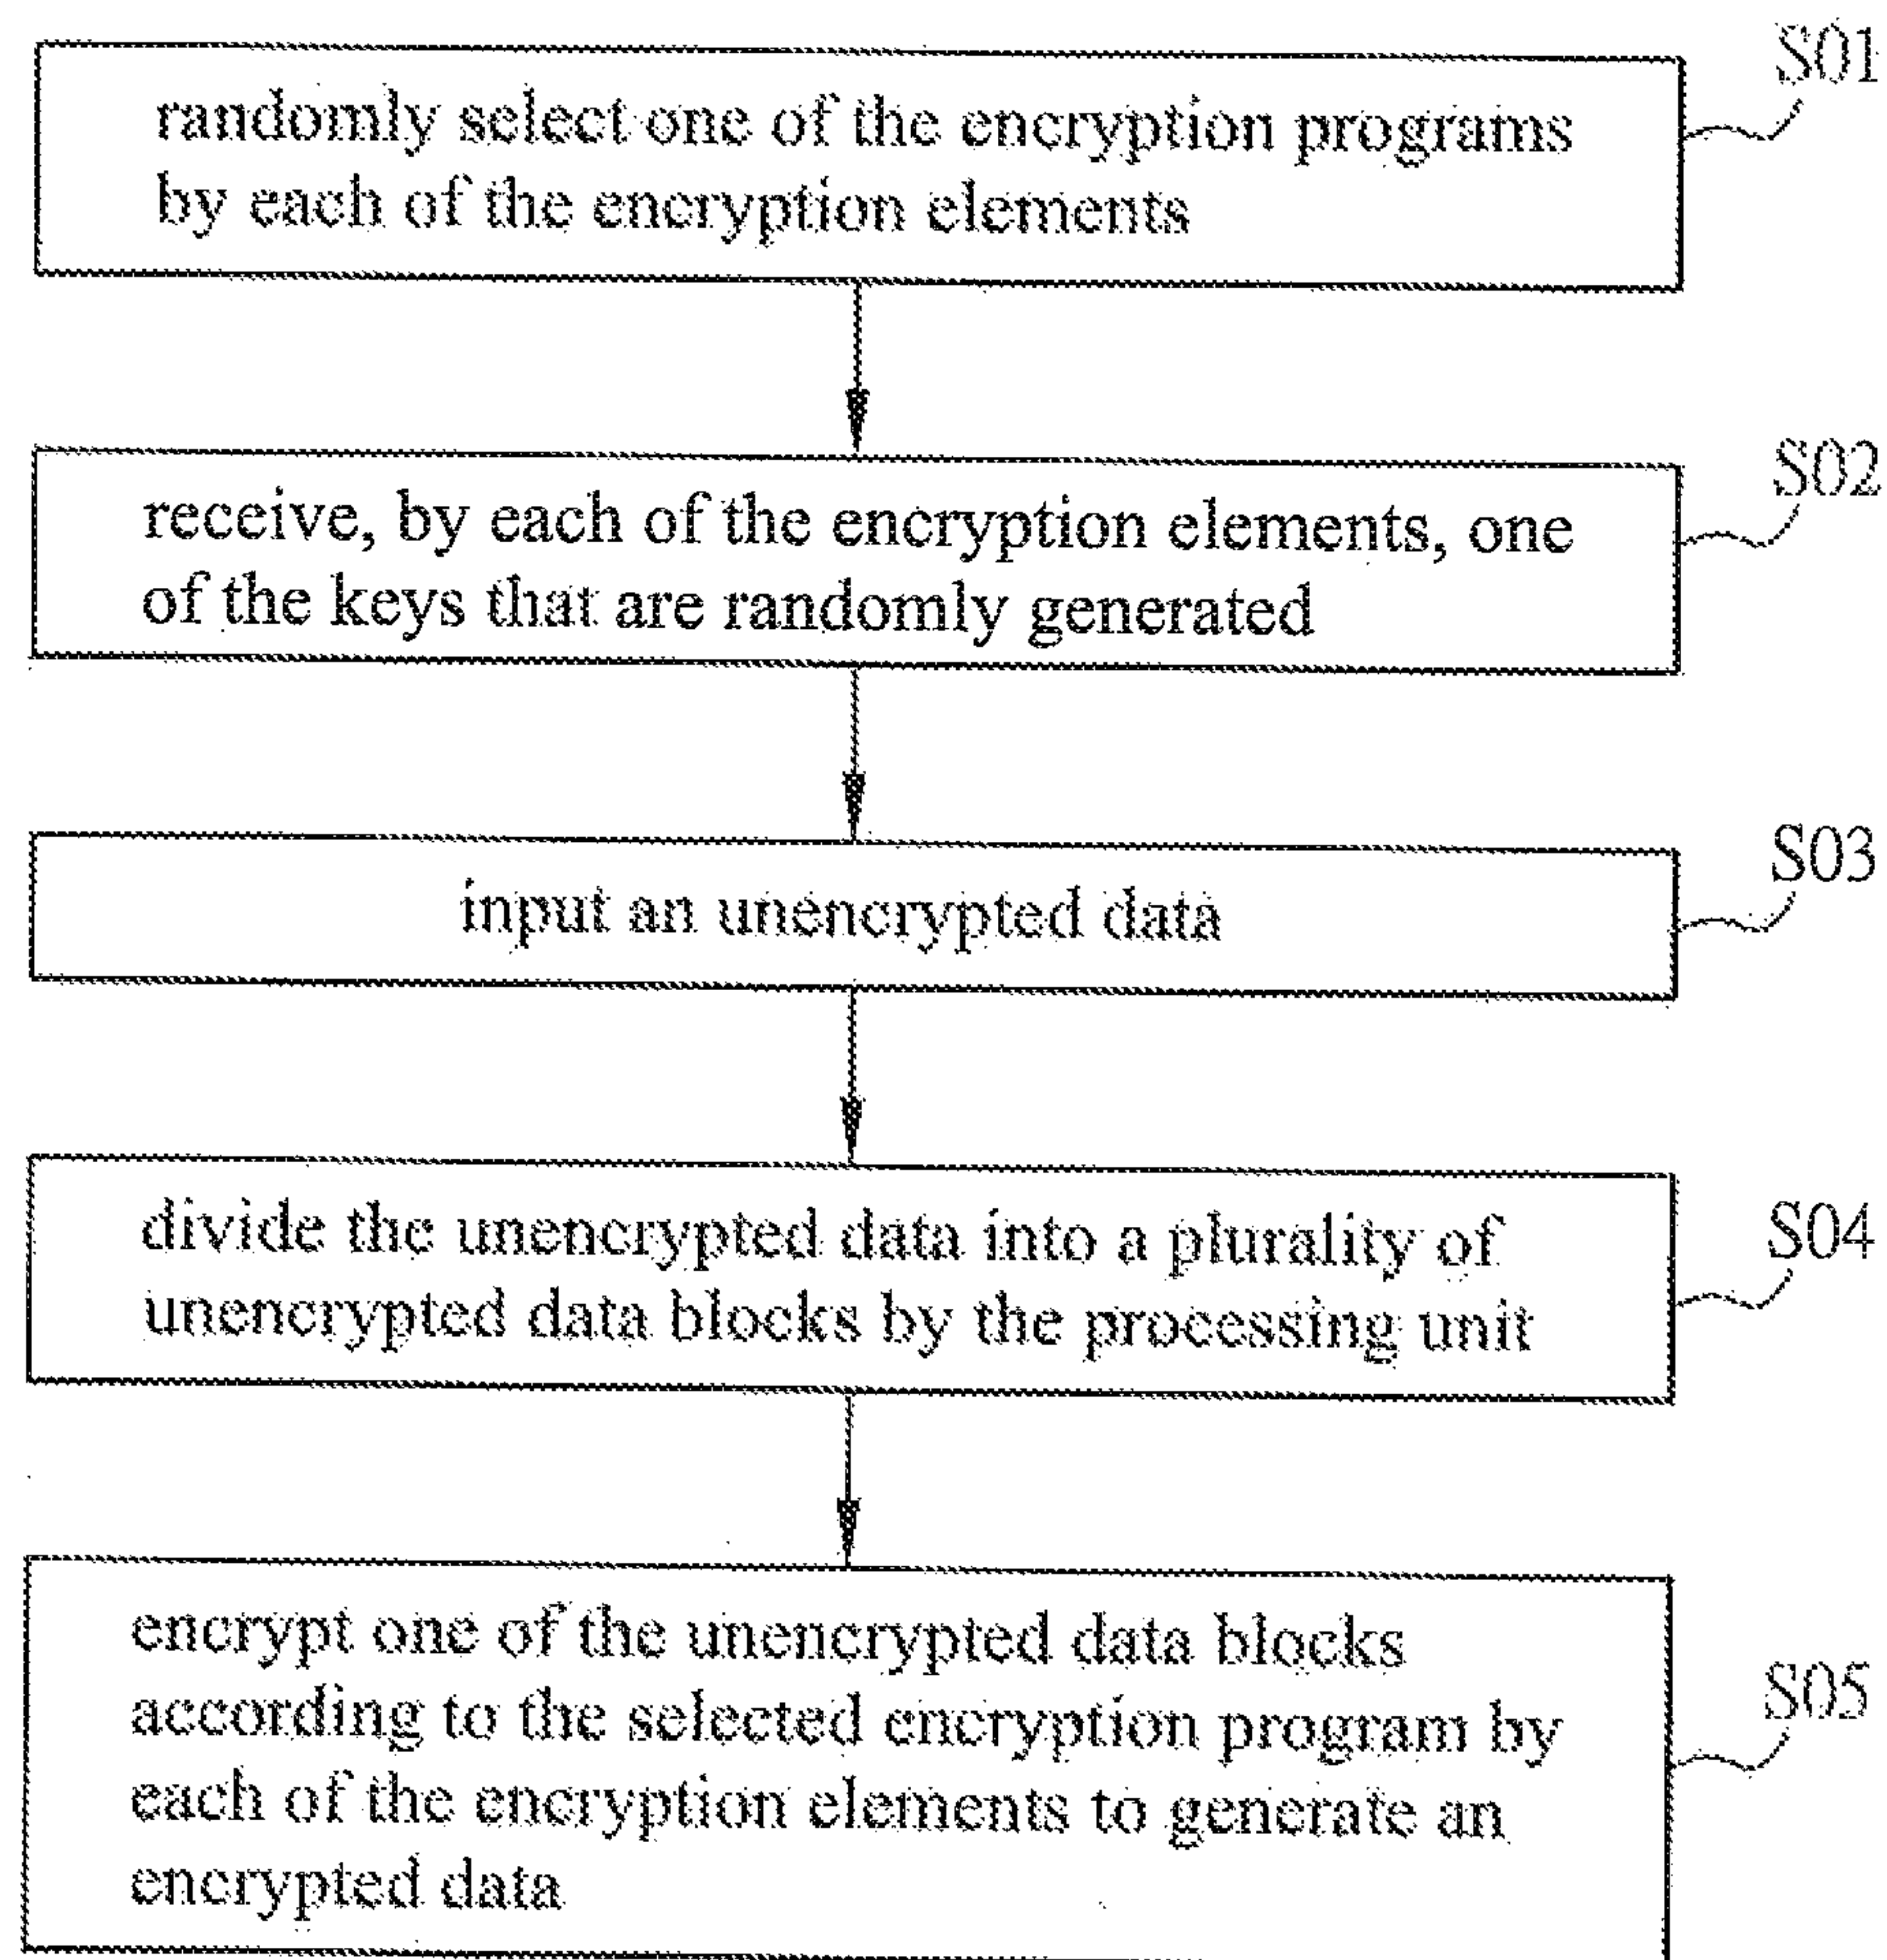 S01
randomly select one of the encryption programs
by each of the encryption elements
S02
receive, by each of the encryption elements, one
of the keys that are randomly generated
S03
input an unencrypted data
S04
divide the unencrypted data into a plurality of
unencrypted data blocks by the processing unit
encrypt one of the unencrypted data blocks
S05
according to the selected encryption program by
each of the encryption elements to generate an
encrypted data